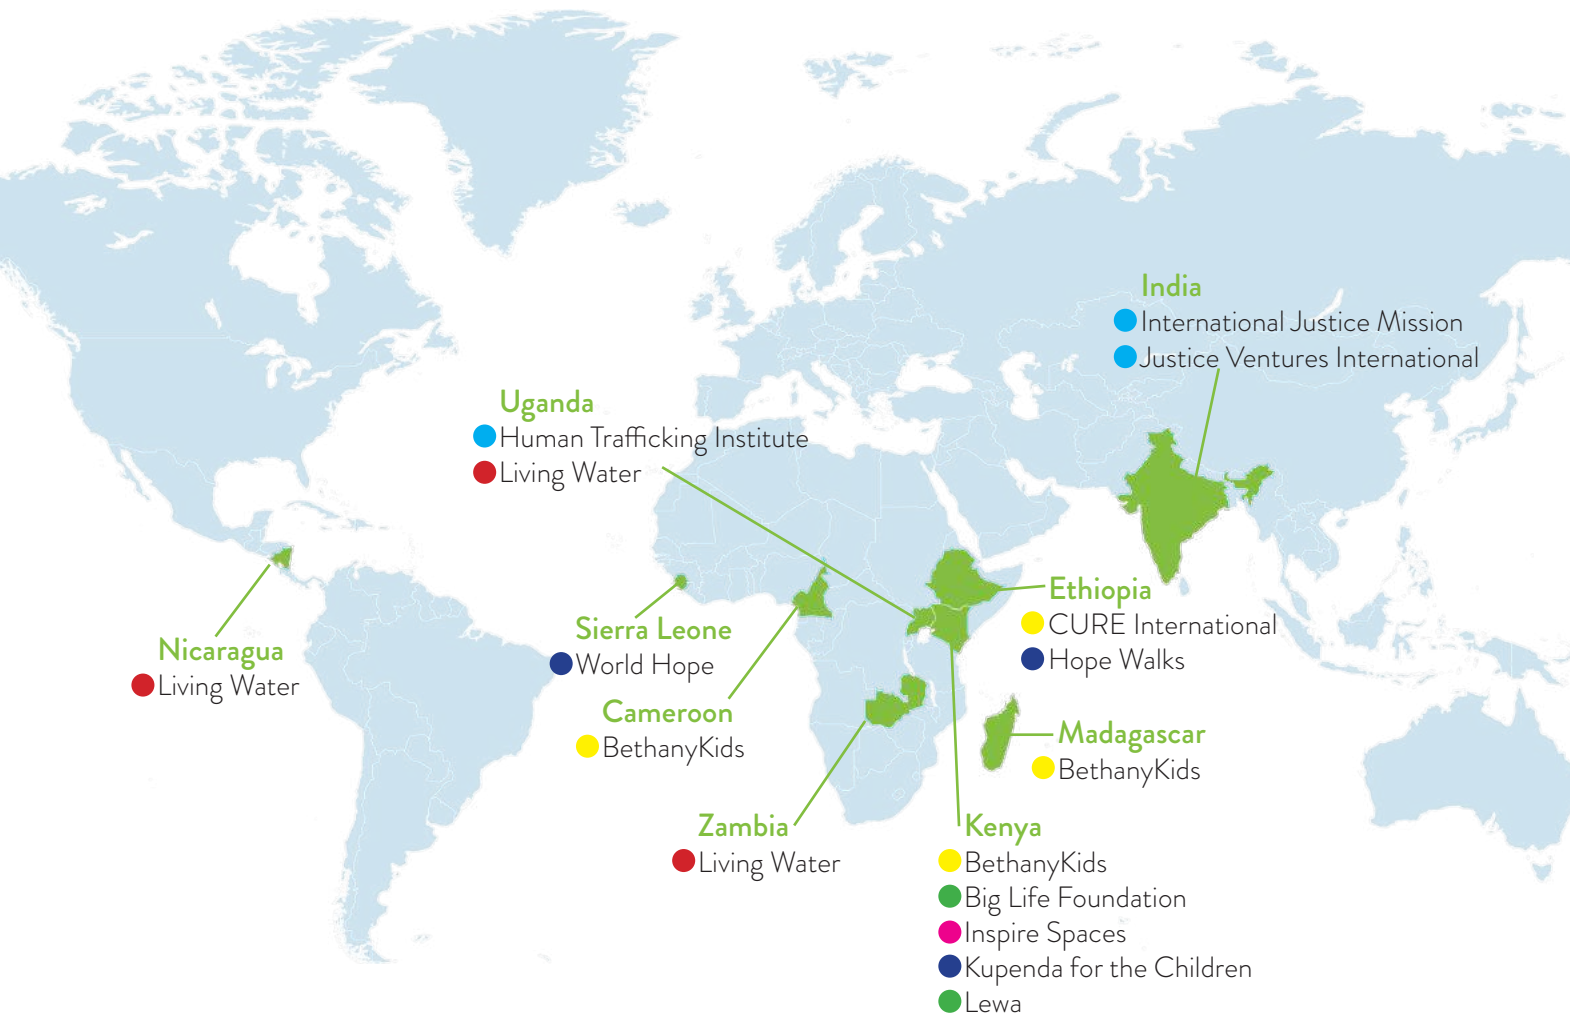 India
International Justice Mission
Justice Ventures International
Uganda
Human Trafficking Institute
Living Water
Ethiopia
CURE International
Hope Walks
Sierra Leone
World Hope
Nicaragua
Living Water
Cameroon
BethanyKids
Madagascar
BethanyKids
Zambia
Living Water
Kenya
BethanyKids
Big Life Foundation
Inspire Spaces
Kupenda for the Children
Lewa